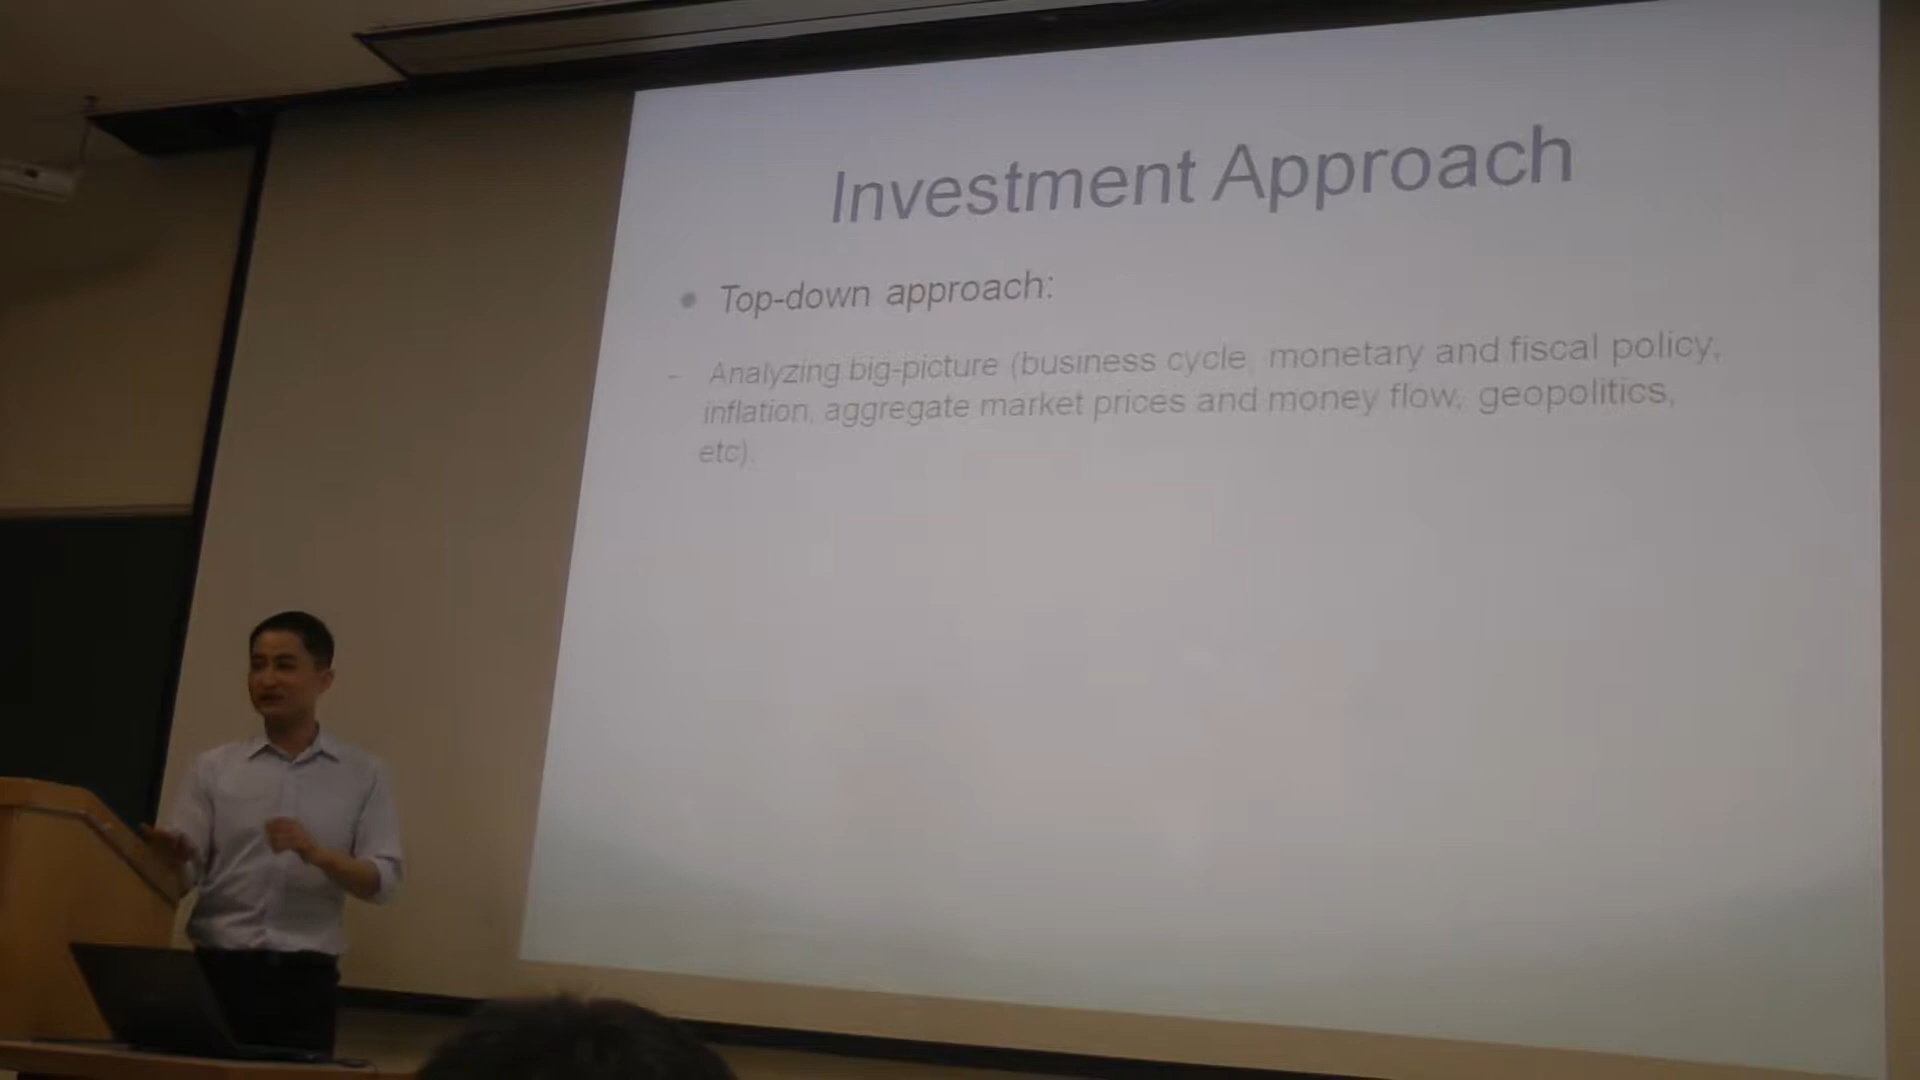 Investment Approach
• Top-down approach:
- Analyzing big-picture (business cycle, monetary and fiscal policy,
inflation, aggregate market prices and money flow, geopolitics,
etc).